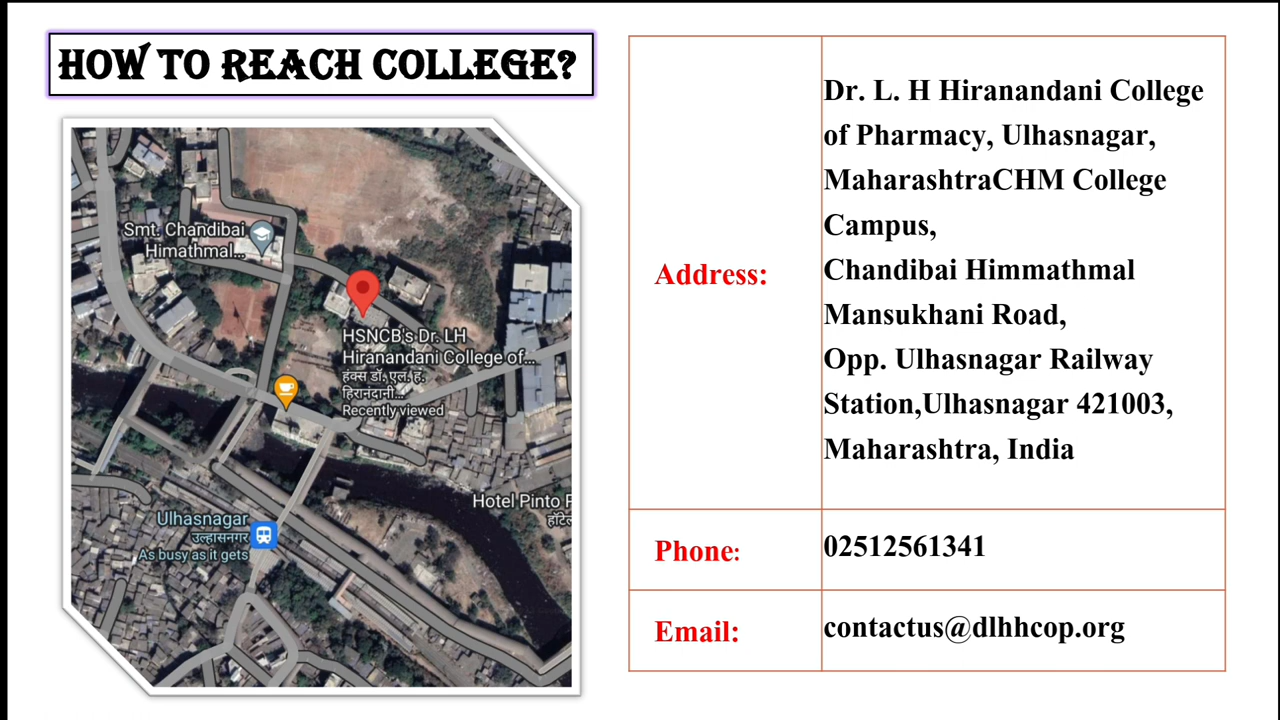 HOW TO REACH COLLEGE?
Smt. Chandibai
Himathmal...
HSNCB's Dr. LH
Hiranandani College of...
हंक्स डॉ. एल. हं.
हिरानंदानी...
Recently viewed
Hotel Pinto
हॉटेल
Ulhasnagar
उल्हासनगर
As busy as it gets
Address:
Dr. L. H Hiranandani College
of Pharmacy, Ulhasnagar,
MaharashtraCHM College
Campus,
Chandibai Himmathmal
Mansukhani Road,
Opp. Ulhasnagar Railway
Station,Ulhasnagar 421003,
Maharashtra, India
Phone:
02512561341
Email:
contactus@dlhhcop.org